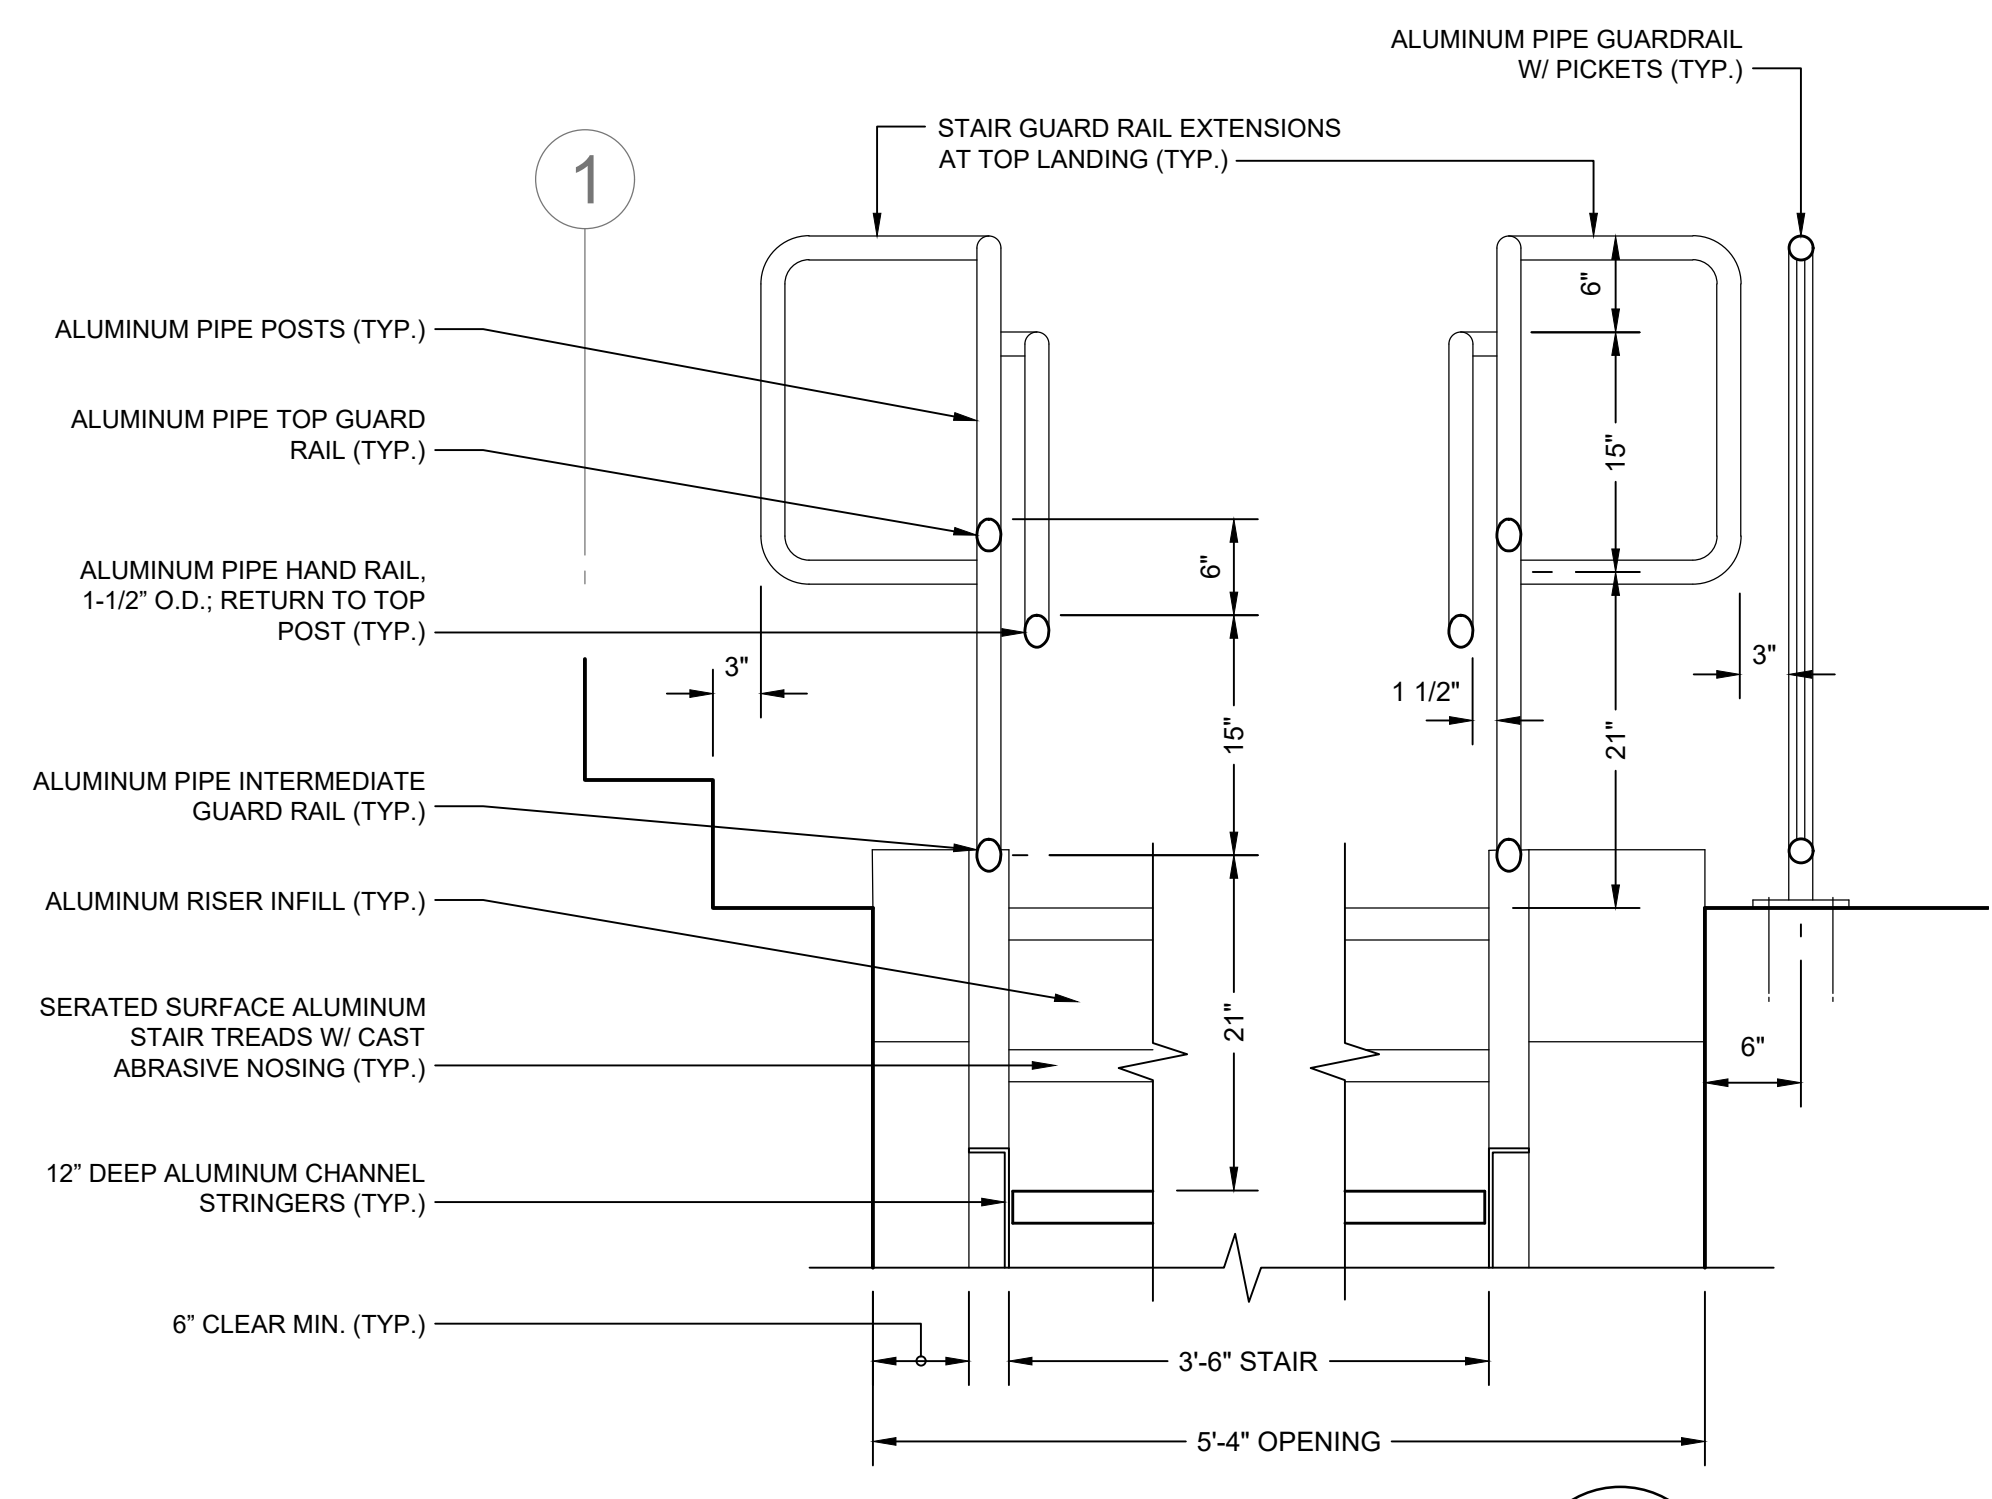 ALUMINUM PIPE GUARDRAIL
W/ PICKETS (TYP.)
STAIR GUARD RAIL EXTENSIONS
AT TOP LANDING (TYP.)
1
6"
ALUMINUM PIPE POSTS (TYP.)
ALUMINUM PIPE TOP GUARD
RAIL (TYP.)
15"
ALUMINUM PIPE HAND RAIL,
1-1/2” O.D.; RETURN TO TOP
POST (TYP.)
6"
3"
3"
1 1/2"
15"
21"
ALUMINUM PIPE INTERMEDIATE
GUARD RAIL (TYP.)
ALUMINUM RISER INFILL (TYP.)
SERATED SURFACE ALUMINUM
STAIR TREADS W/ CAST
ABRASIVE NOSING (TYP.)
21"
6"
12” DEEP ALUMINUM CHANNEL
STRINGERS (TYP.)
6” CLEAR MIN. (TYP.)
3'-6" STAIR
5'-4" OPENING